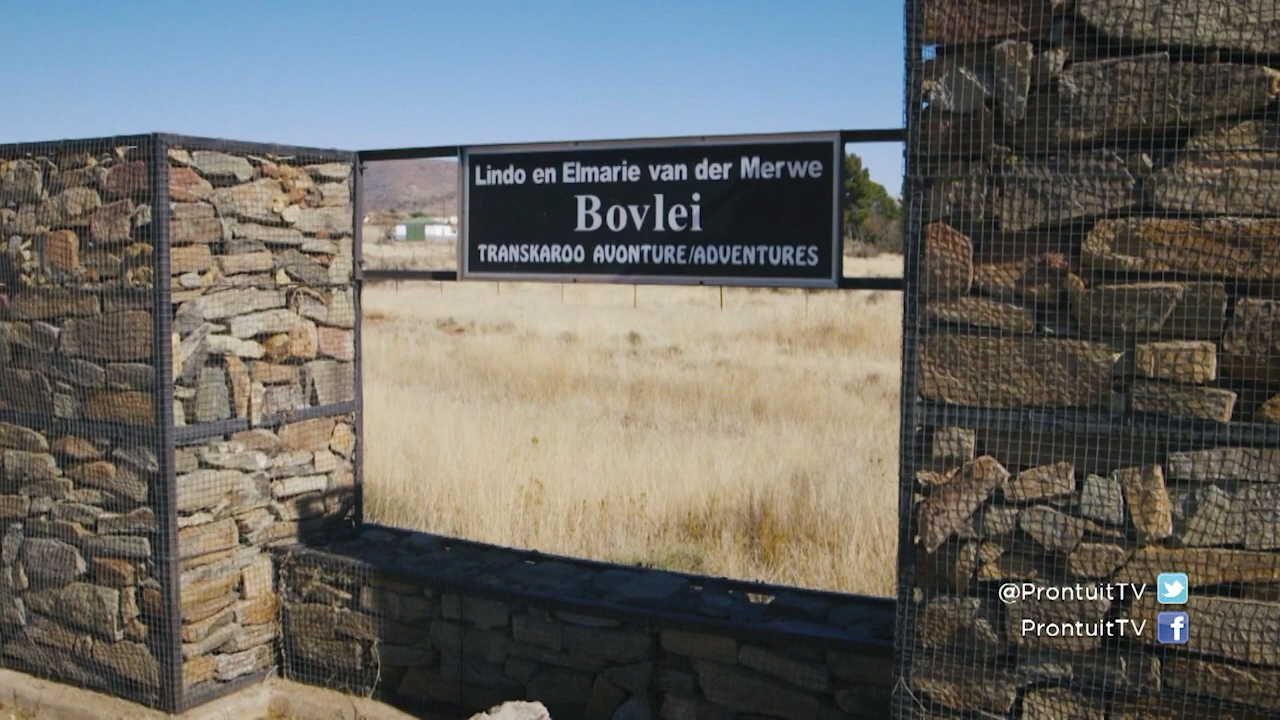 Lindo en Elmarie van der Merwe
Bovlei
TRANSKAROO AVONTURE/ADVENTURES
@ProntuitTV
ProntuitTV